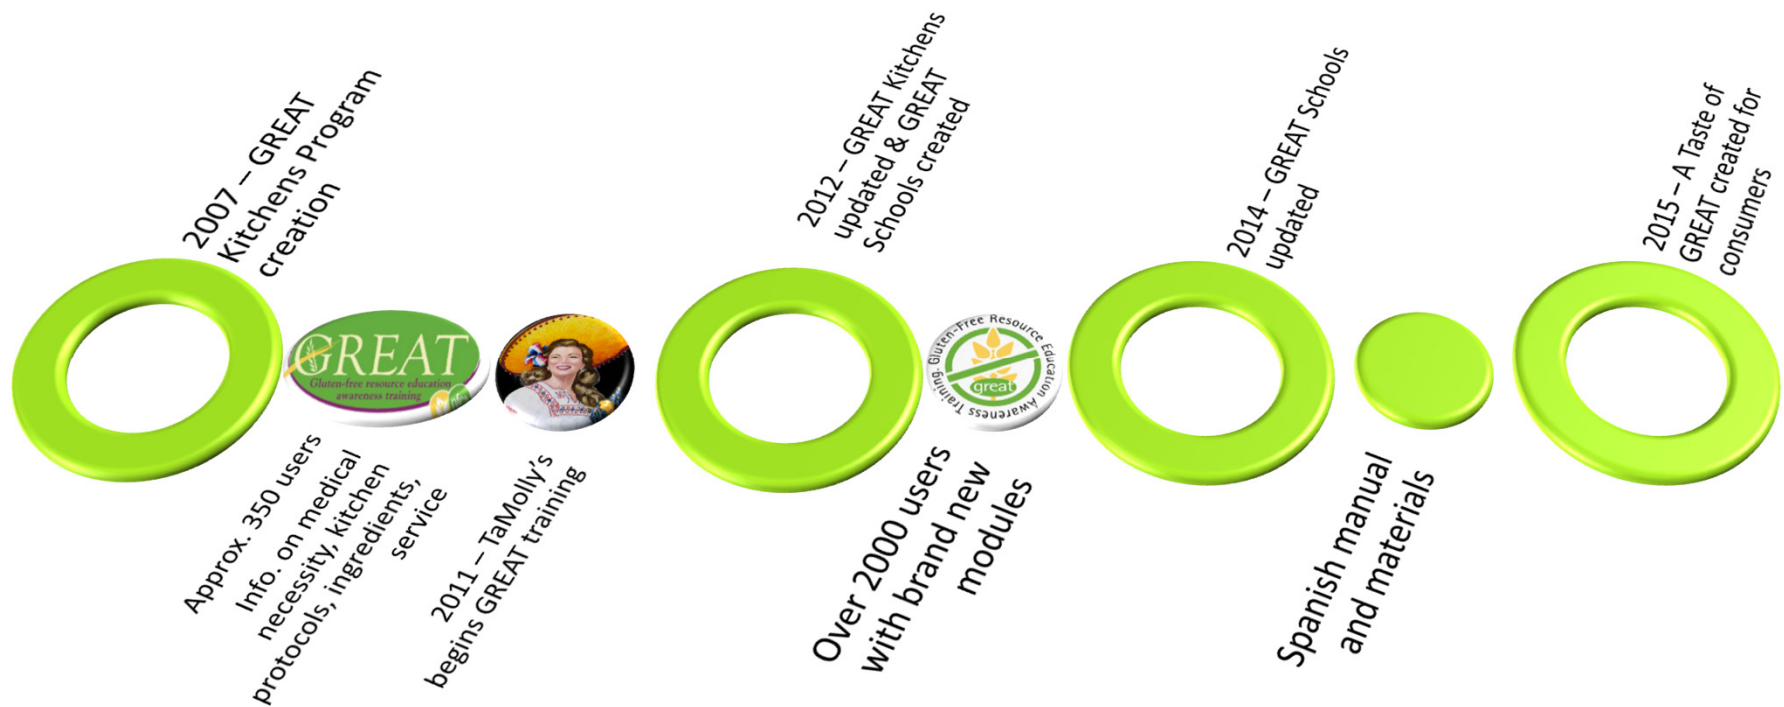 2007 – GREAT
Kitchens Program
creation
GREAT
Gluten-free resource education
awareness training
Approx. 350 users
Info. on medical
necessity, kitchen
protocols, ingredients,
service
2011 – TaMolly’s
begins GREAT training
2012 – GREAT Kitchens
updated & GREAT
Schools created
Gluten-Free Resource Education Awareness Training
great
Over 2000 users
with brand new
modules
2014 – GREAT Schools
updated
Spanish manual
and materials
2015 – A Taste of
GREAT created for
consumers